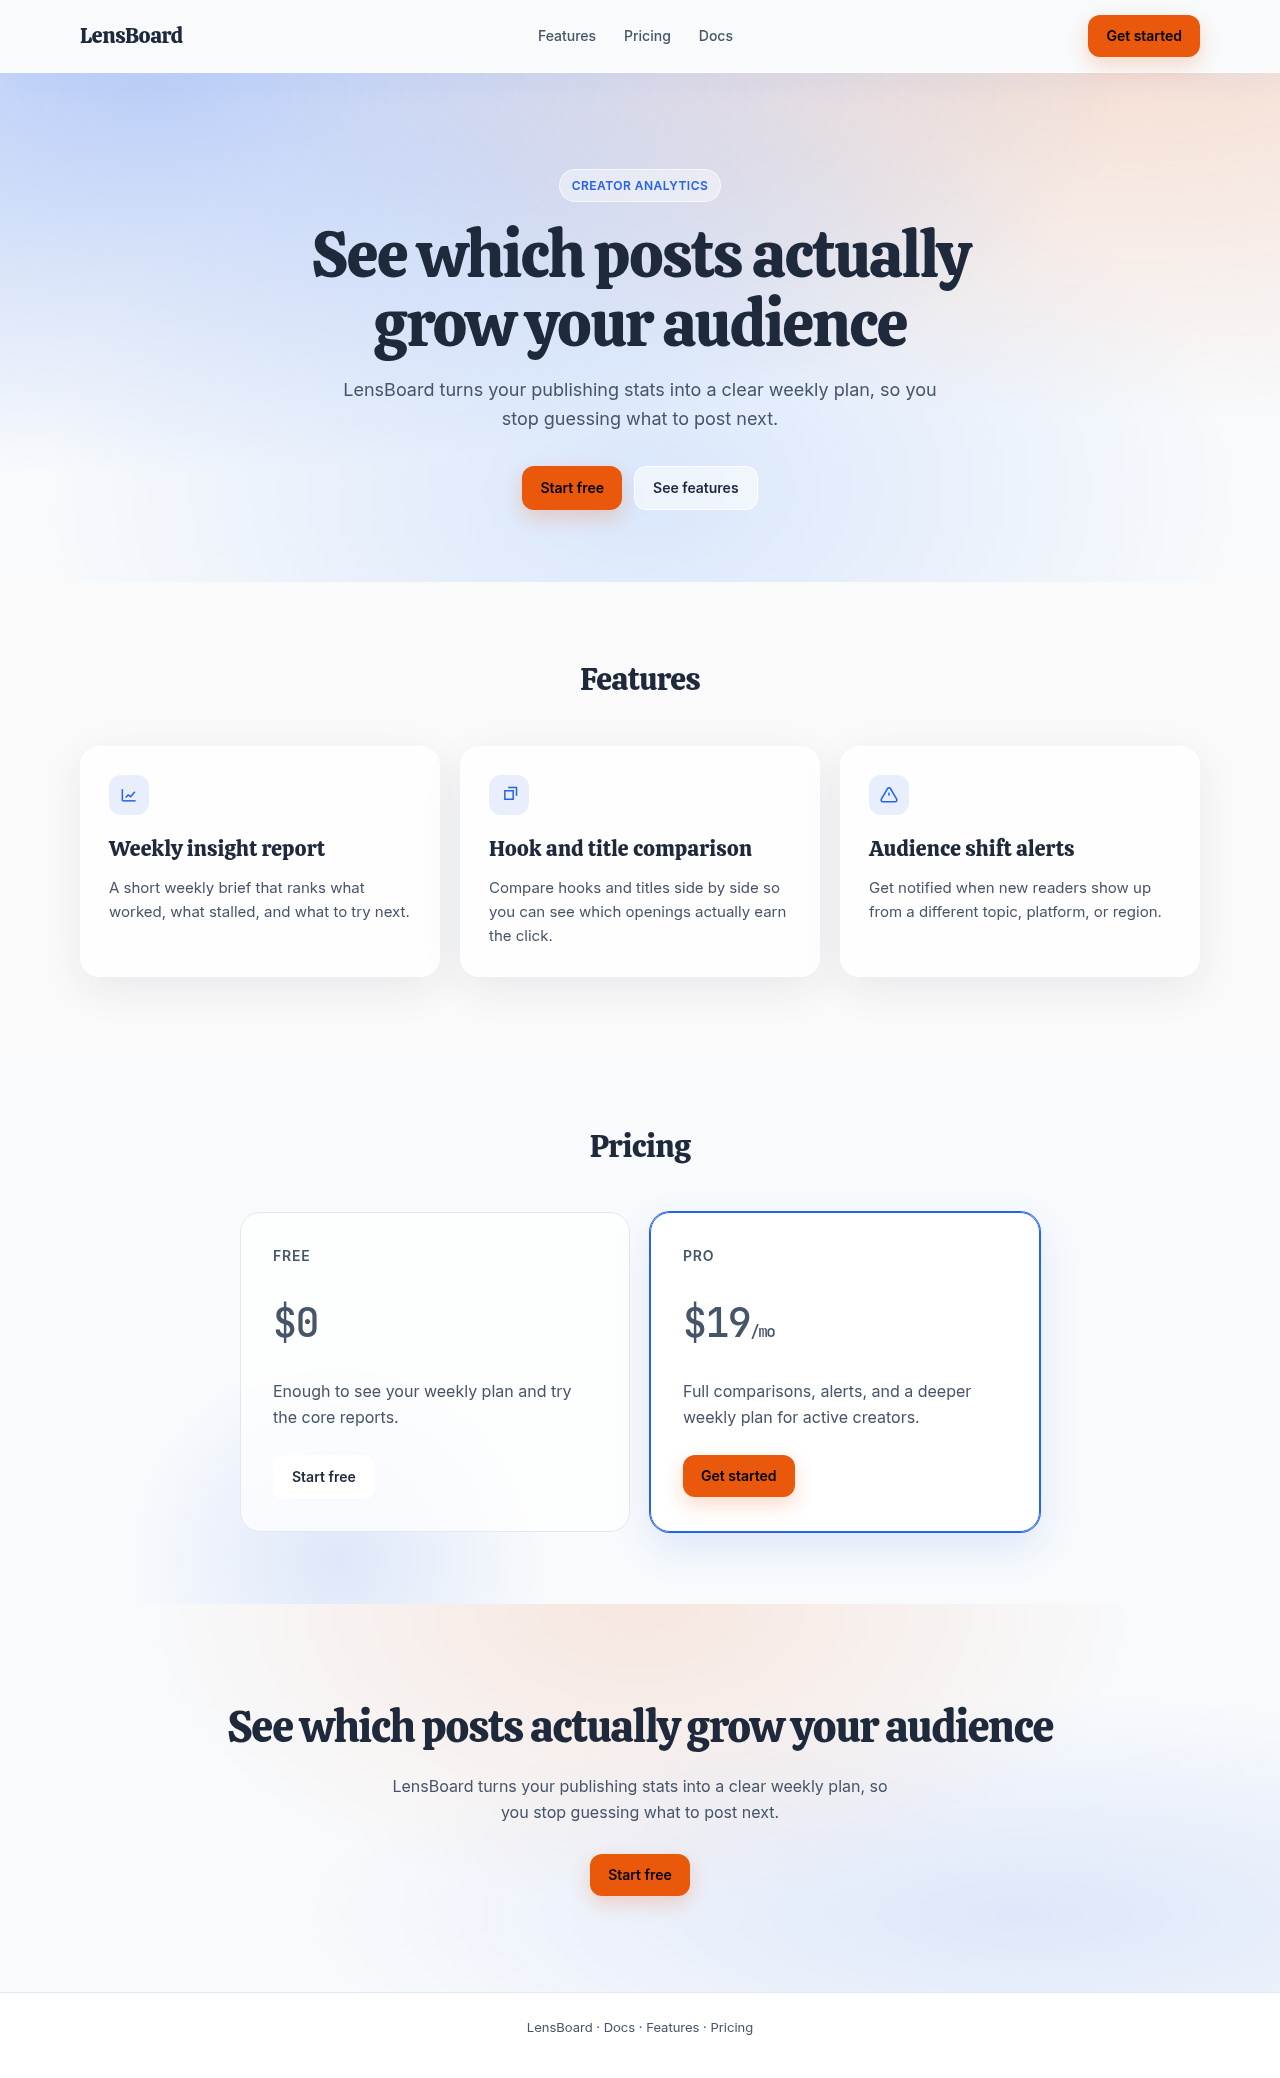 LensBoard
Features
Pricing
Docs
Get started
CREATOR ANALYTICS
See which posts actually
grow your audience
LensBoard turns your publishing stats into a clear weekly plan, so you
stop guessing what to post next.
Start free
See features
Features
Weekly insight report
A short weekly brief that ranks what
worked, what stalled, and what to try next.
Hook and title comparison
Compare hooks and titles side by side so
you can see which openings actually earn
the click.
Audience shift alerts
Get notified when new readers show up
from a different topic, platform, or region.
Pricing
FREE
$0
Enough to see your weekly plan and try
the core reports.
Start free
PRO
$19/mo
Full comparisons, alerts, and a deeper
weekly plan for active creators.
Get started
See which posts actually grow your audience
LensBoard turns your publishing stats into a clear weekly plan, so
you stop guessing what to post next.
Start free
LensBoard · Docs · Features · Pricing